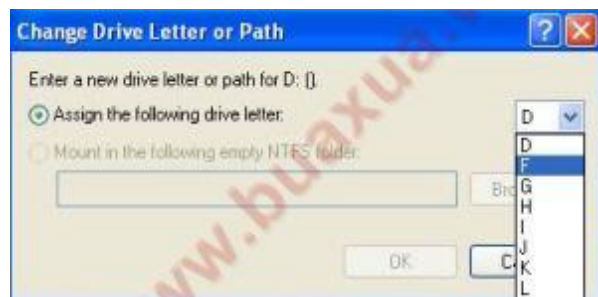 Change Drive Letter or Path
Enter a new drive letter or path for D: ().
Assign the following drive letter:
D
Mount in the following empty NTFS folder:
D
F
G
H
I
J
K
L
OK
www.buaxua.